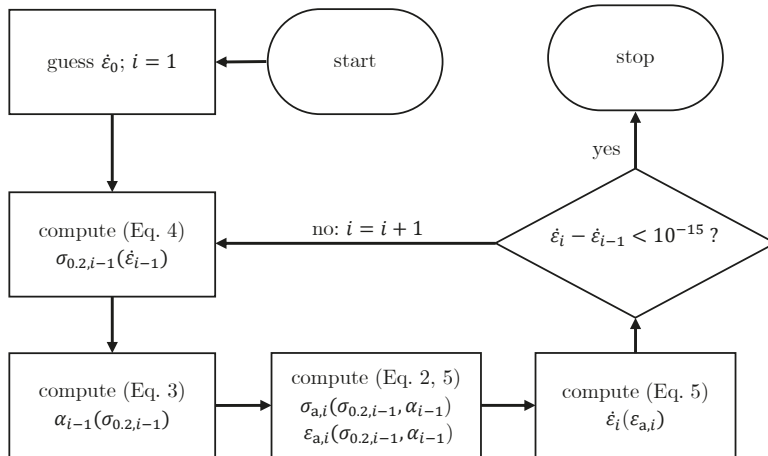 start
guess ε̇₀; i = 1
compute (Eq. 4)
σ₀.₂,ᵢ₋₁(ε̇ᵢ₋₁)
compute (Eq. 3)
αᵢ₋₁(σ₀.₂,ᵢ₋₁)
compute (Eq. 2, 5)
σₐ,ᵢ(σ₀.₂,ᵢ₋₁, αᵢ₋₁)
εₐ,ᵢ(σ₀.₂,ᵢ₋₁, αᵢ₋₁)
compute (Eq. 5)
ε̇ᵢ(εₐ,ᵢ)
ε̇ᵢ − ε̇ᵢ₋₁ < 10⁻¹⁵ ?
no: i = i + 1
yes
stop